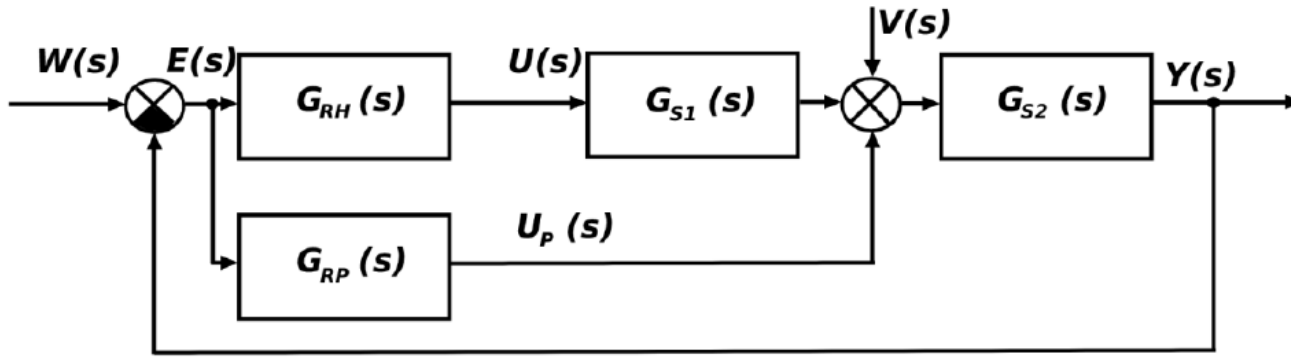 V(s)
W(s) E(s) U(s) Y(s)
G_RH (s) G_S1 (s) G_S2 (s)
U_P (s)
G_RP (s)